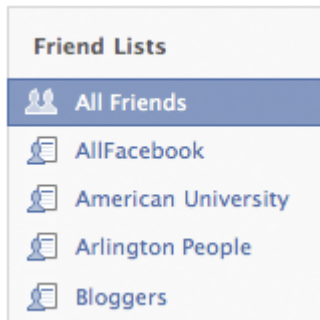 Friend Lists
All Friends
AllFacebook
American University
Arlington People
Bloggers